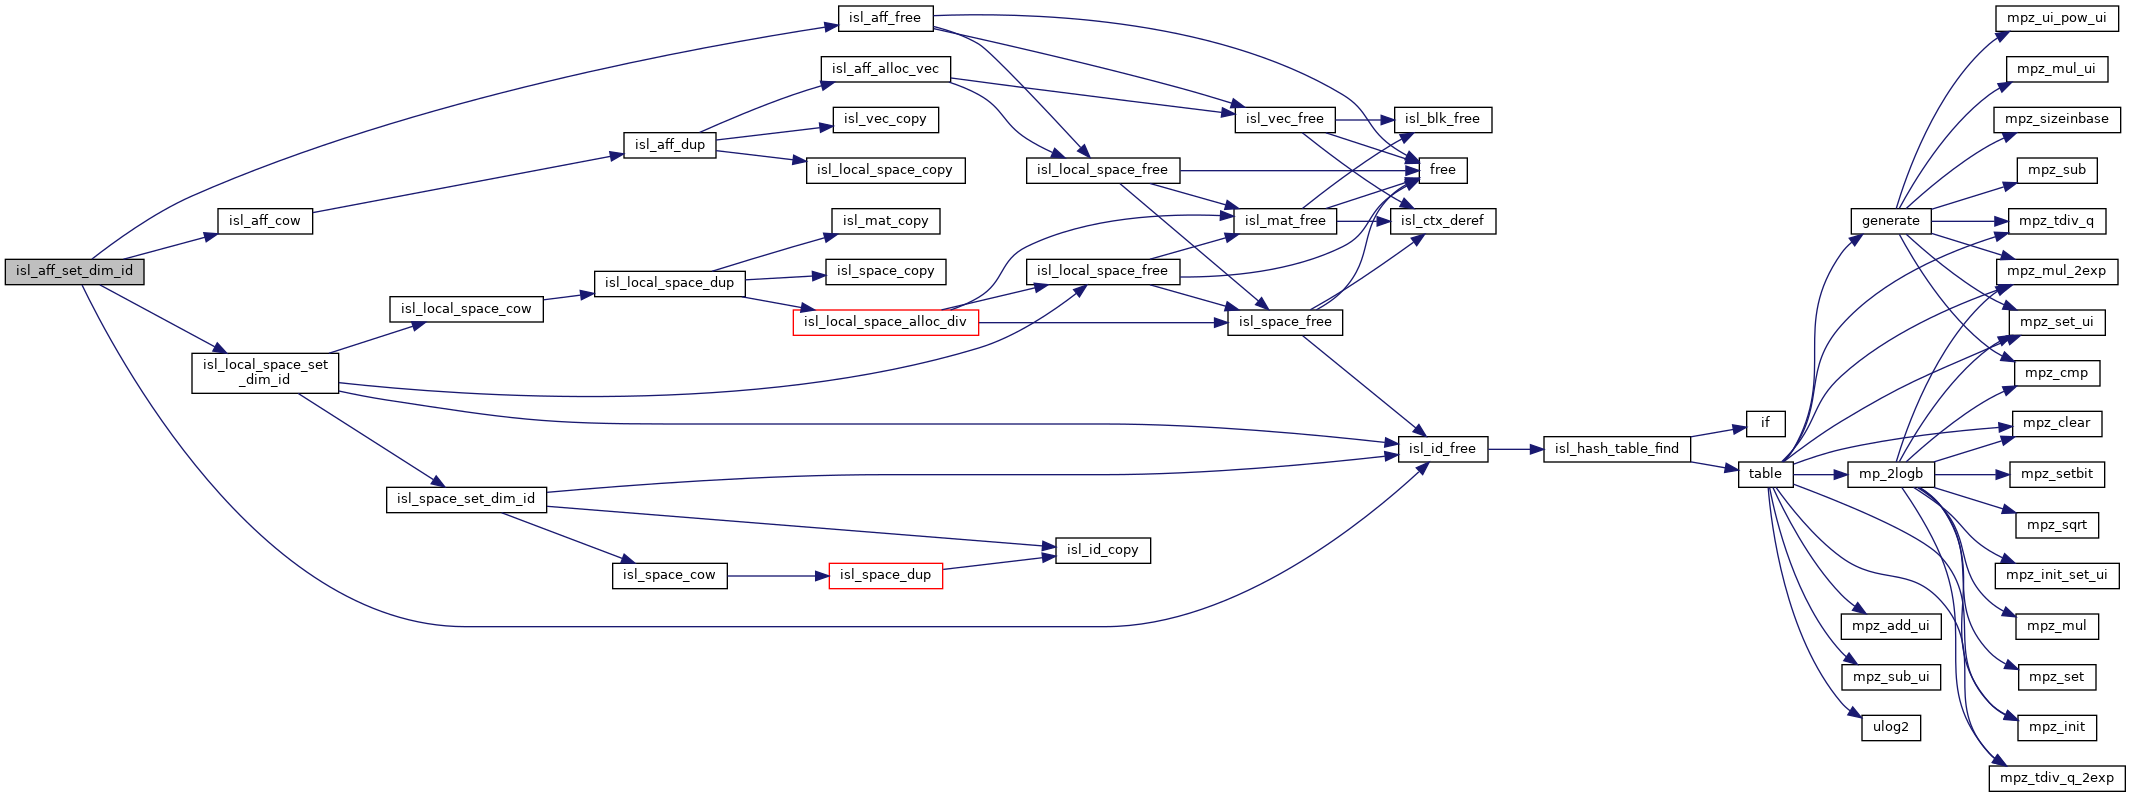 isl_aff_set_dim_id
isl_aff_free
isl_aff_cow
isl_local_space_set
_dim_id
isl_aff_dup
isl_aff_alloc_vec
isl_vec_copy
isl_local_space_copy
isl_local_space_cow
isl_local_space_dup
isl_mat_copy
isl_space_copy
isl_local_space_alloc_div
isl_space_set_dim_id
isl_space_cow
isl_space_dup
isl_id_copy
isl_local_space_free
isl_local_space_free
isl_vec_free
isl_mat_free
isl_space_free
isl_blk_free
free
isl_ctx_deref
isl_id_free
isl_hash_table_find
if
table
generate
mp_2logb
mpz_add_ui
mpz_sub_ui
ulog2
mpz_ui_pow_ui
mpz_mul_ui
mpz_sizeinbase
mpz_sub
mpz_tdiv_q
mpz_mul_2exp
mpz_set_ui
mpz_cmp
mpz_clear
mpz_setbit
mpz_sqrt
mpz_init_set_ui
mpz_mul
mpz_set
mpz_init
mpz_tdiv_q_2exp